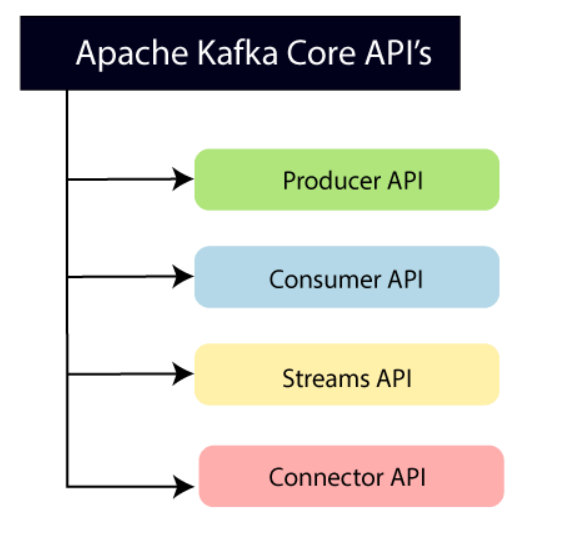 Apache Kafka Core API’s
Producer API
Consumer API
Streams API
Connector API